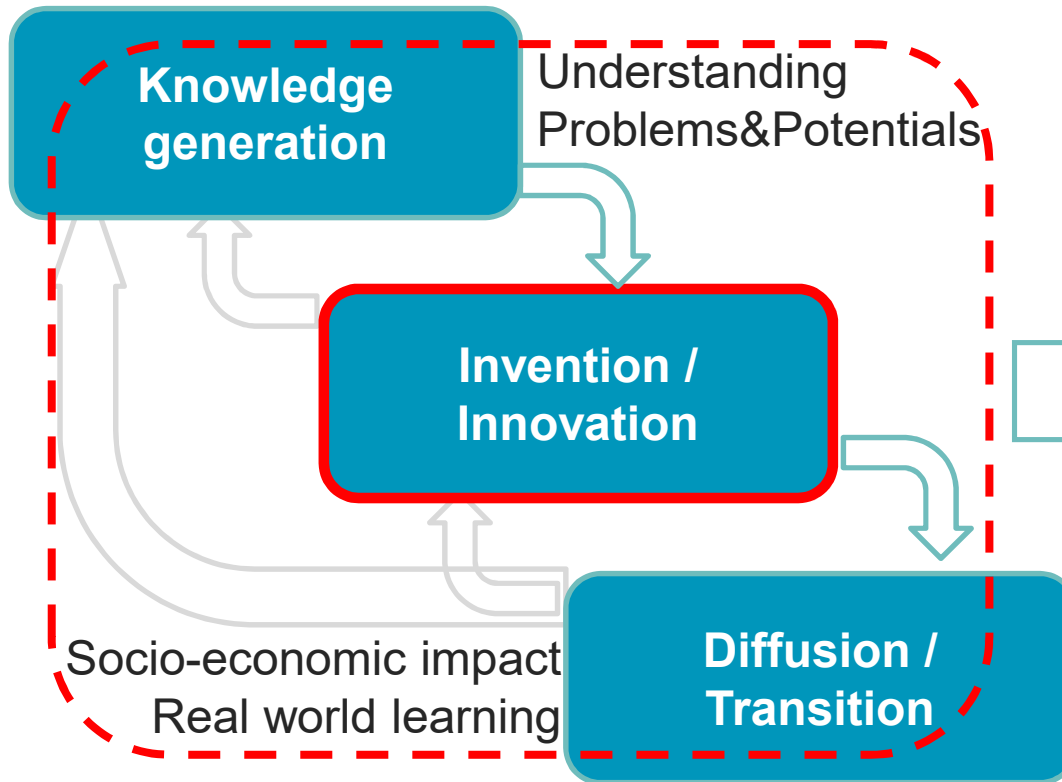 Knowledge
generation
Understanding
Problems&Potentials
Invention /
Innovation
Socio-economic impact
Real world learning
Diffusion /
Transition